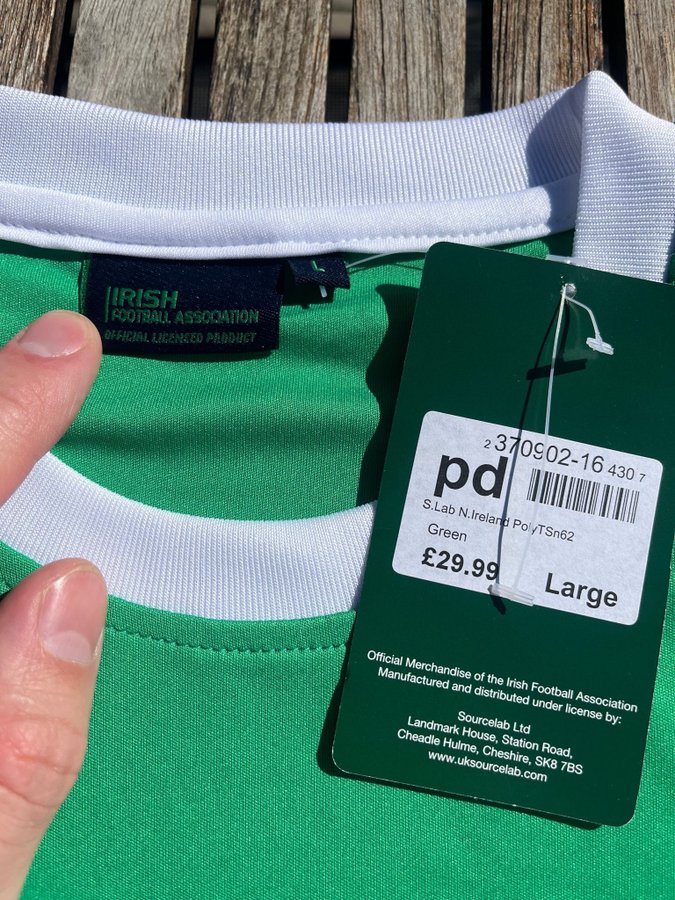 IRISH
FOOTBALL ASSOCIATION
OFFICIAL LICENCED PRODUCT
L
2 370902-16 430 7
pd
S.Lab N.Ireland PolyTSn62
Green
£29.99
Large
Official Merchandise of the Irish Football Association
Manufactured and distributed under license by:
Sourcelab Ltd
Landmark House, Station Road,
Cheadle Hulme, Cheshire, SK8 7BS
www.uksourcelab.com